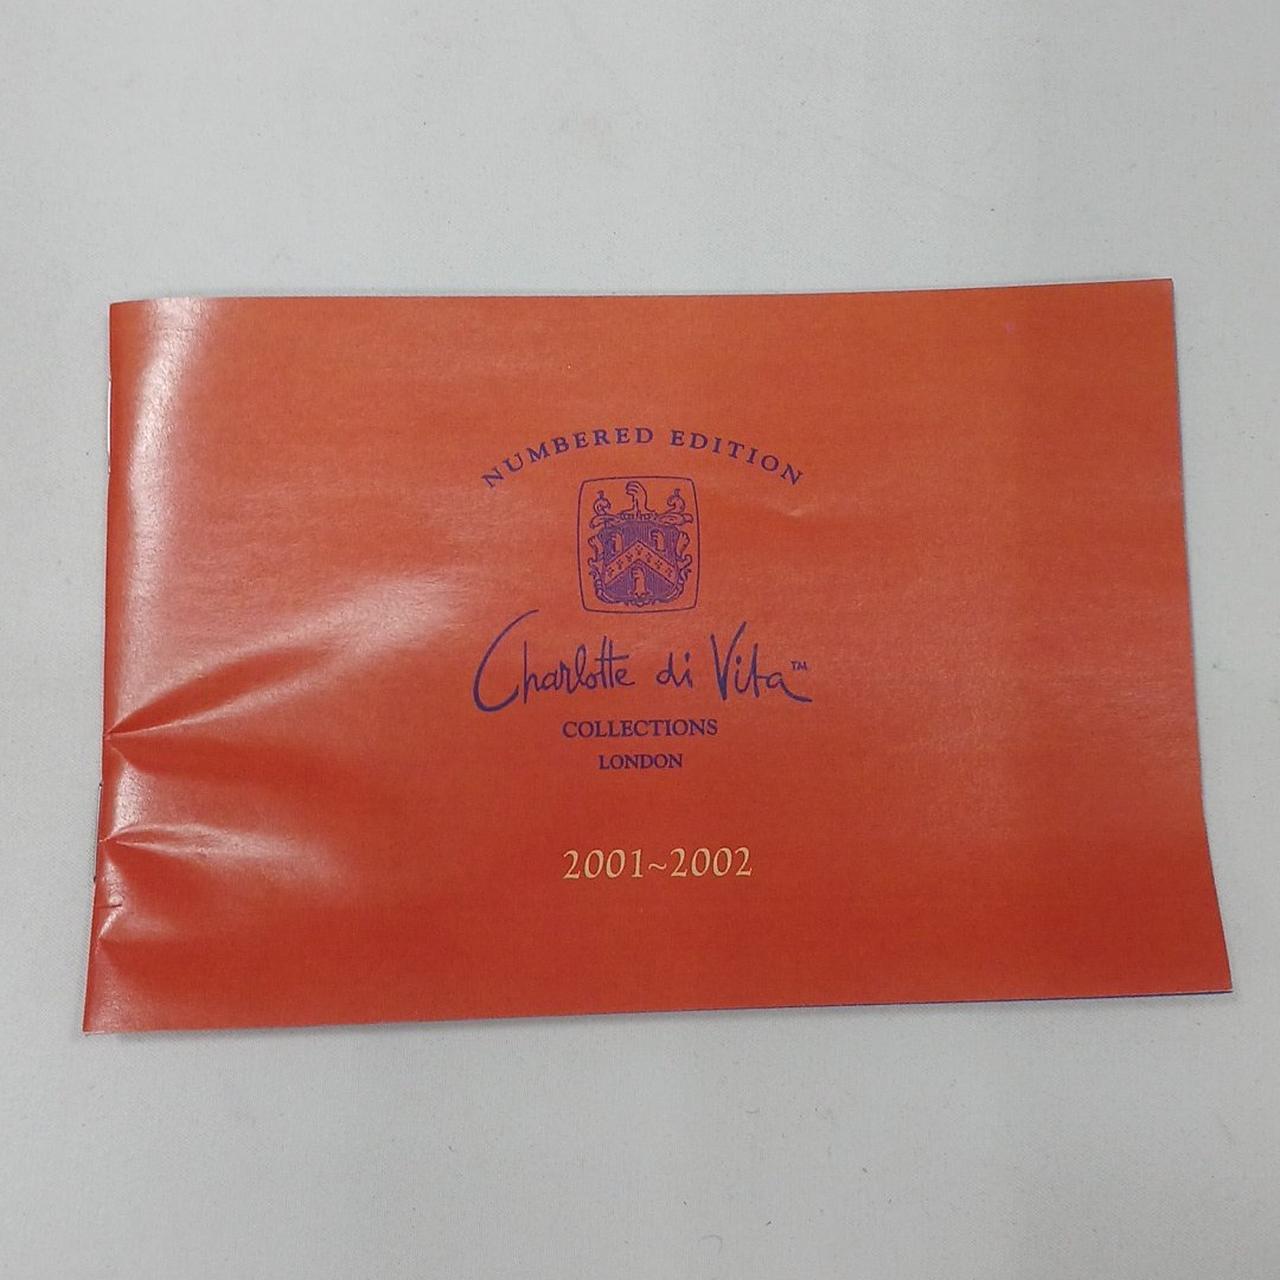 NUMBERED EDITION
Charlotte di Vita™
COLLECTIONS
LONDON
2001~2002